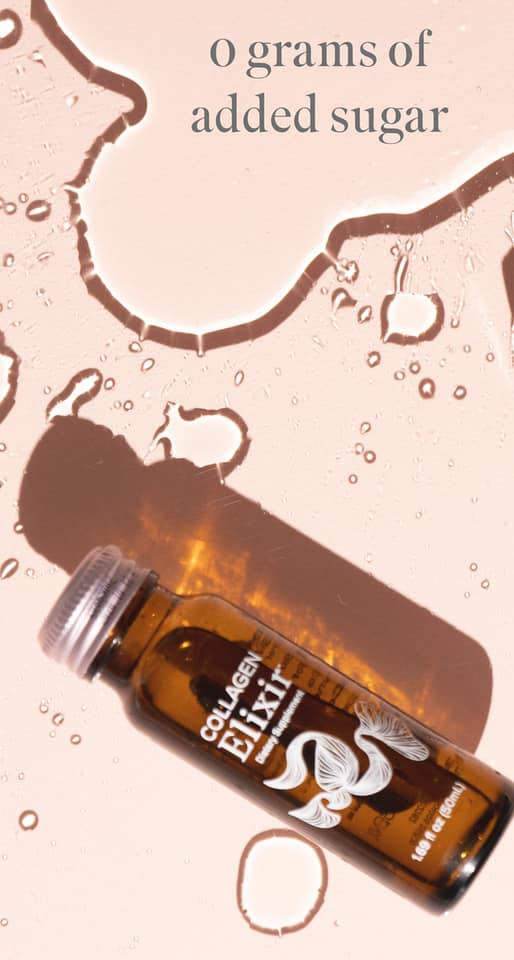 0 grams of
added sugar
COLLAGEN
Elixir
Dietary Supplement
1.69 fl oz (50mL)